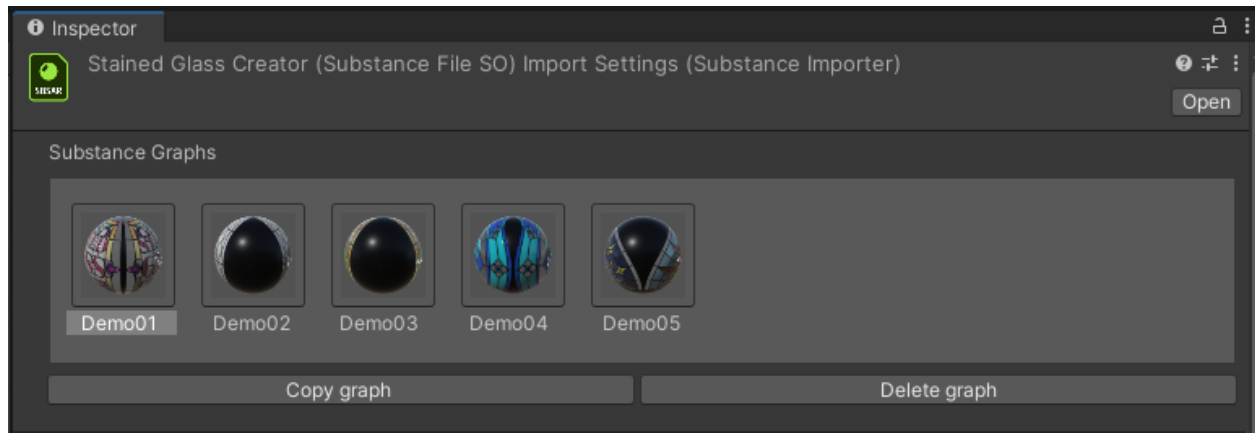 Inspector
Stained Glass Creator (Substance File SO) Import Settings (Substance Importer)
SBSAR
Open
Substance Graphs
Demo01 Demo02 Demo03 Demo04 Demo05
Copy graph Delete graph